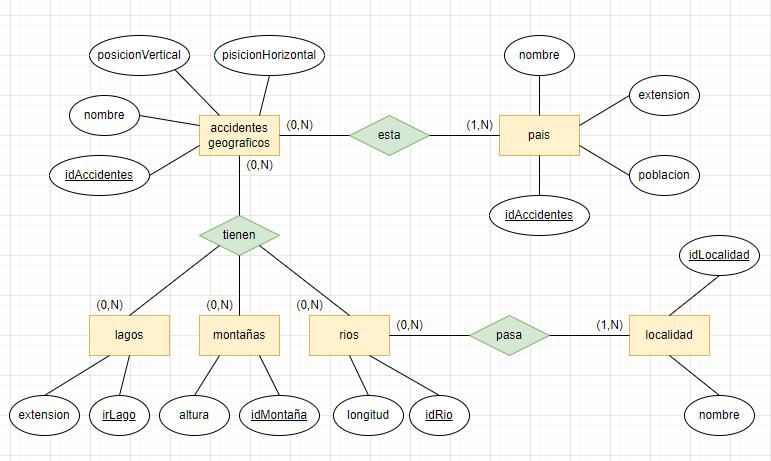 posicionVertical
pisicionHorizontal
nombre
nombre
extension
accidentes
geograficos
(0,N)
esta
(1,N)
pais
idAccidentes
(0,N)
poblacion
idAccidentes
tienen
idLocalidad
(0,N)
(0,N)
(0,N)
(0,N)
(1,N)
lagos
montañas
rios
pasa
localidad
extension
irLago
altura
idMontaña
longitud
idRio
nombre